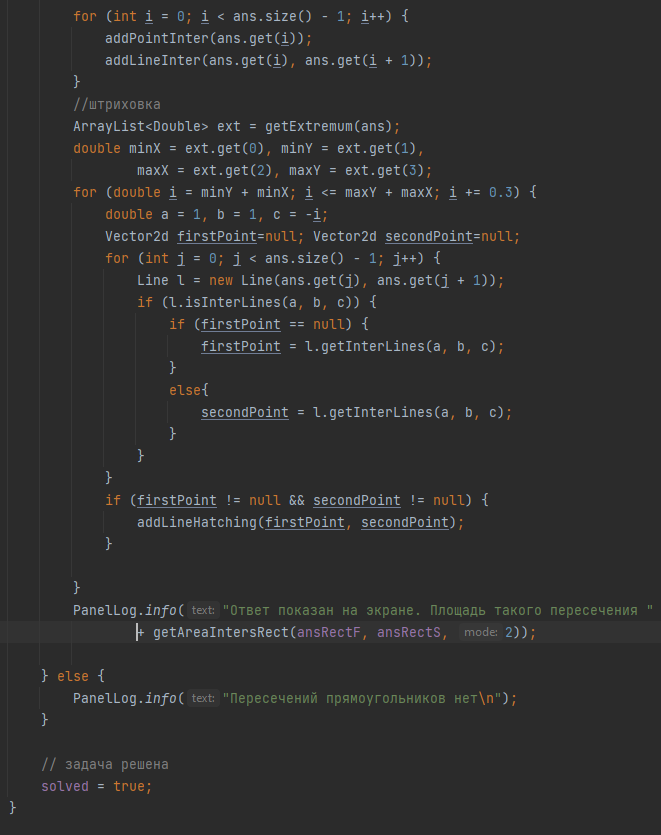 for (int i = 0; i < ans.size() - 1; i++) {
addPointInter(ans.get(i));
addLineInter(ans.get(i), ans.get(i + 1));
}
//штриховка
ArrayList<Double> ext = getExtremum(ans);
double minX = ext.get(0), minY = ext.get(1),
maxX = ext.get(2), maxY = ext.get(3);
for (double i = minY + minX; i <= maxY + maxX; i += 0.3) {
double a = 1, b = 1, c = -i;
Vector2d firstPoint=null; Vector2d secondPoint=null;
for (int j = 0; j < ans.size() - 1; j++) {
Line l = new Line(ans.get(j), ans.get(j + 1));
if (l.isInterLines(a, b, c)) {
if (firstPoint == null) {
firstPoint = l.getInterLines(a, b, c);
}
else{
secondPoint = l.getInterLines(a, b, c);
}
}
}
if (firstPoint != null && secondPoint != null) {
addLineHatching(firstPoint, secondPoint);
}
}
PanelLog.info( text: "Ответ показан на экране. Площадь такого пересечения "
+ getAreaIntersRect(ansRectF, ansRectS, mode: 2));
} else {
PanelLog.info( text: "Пересечений прямоугольников нет\n");
}
// задача решена
solved = true;
}